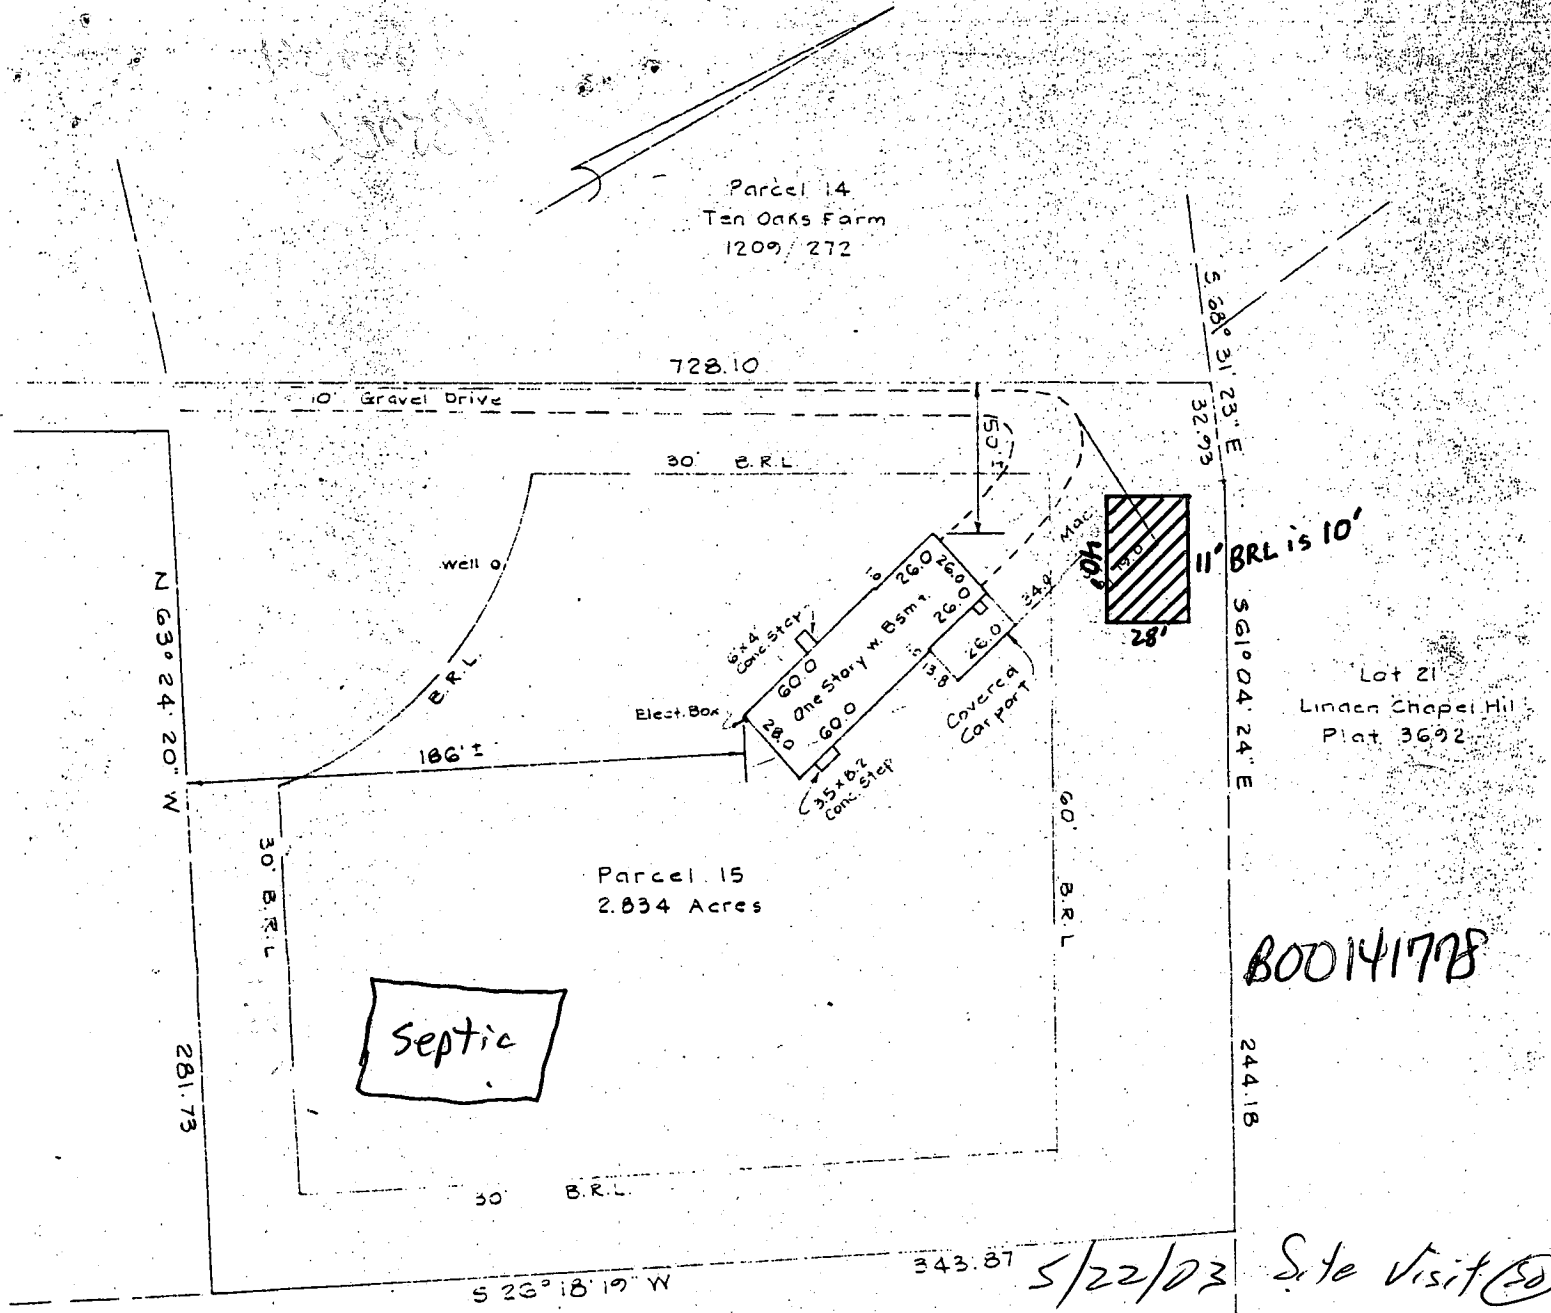 Parcel 14
Ten Oaks Farm
1209/272
S 68° 31' 23" E
32.93
728.10
10' Gravel Drive
150'±
30' B.R.L.
Mac.
40'
19.0
11' BRL is 10'
28'
Well
N 63° 24' 20" W
B.R.L.
6x4
Conc. Step
26.0
26.0
26.0
34.9
60.0
One Story w. Bsmt.
60.0
28.0
13.8
26.0
Covered
Carport
Elect. Box
186'±
3.5x8.2
Conc. Step
S 61° 04' 24" E
Lot 21
Linden Chapel Hill
Plat 3692
60' B.R.L
30' B.R.L
Parcel 15
2.834 Acres
Septic
B00141778
281.73
244.18
30' B.R.L.
S 26° 18' 19" W
343.87
5/22/03 Site Visit